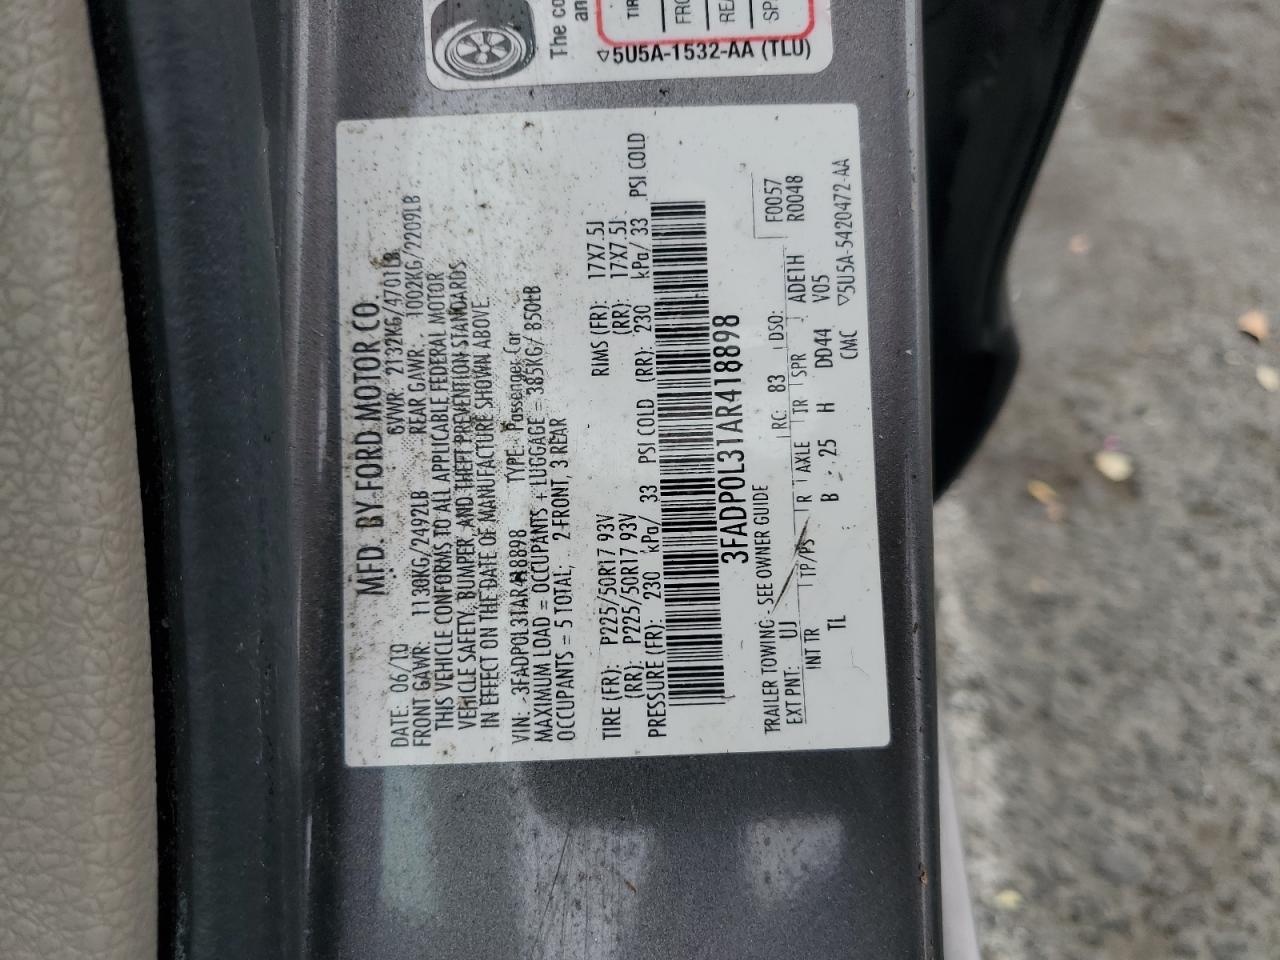 MFD. BY FORD MOTOR CO.
DATE: 06/10 GVWR: 2132KG/4701LB
FRONT GAWR: 1130KG/2492LB REAR GAWR: 1002KG/2209LB
THIS VEHICLE CONFORMS TO ALL APPLICABLE FEDERAL MOTOR
VEHICLE SAFETY, BUMPER, AND THEFT PREVENTION STANDARDS
IN EFFECT ON THE DATE OF MANUFACTURE SHOWN ABOVE.
VIN: 3FADP0L31AR418898 TYPE: Passenger Car
MAXIMUM LOAD = OCCUPANTS + LUGGAGE = 385KG/ 850LB
OCCUPANTS = 5 TOTAL, 2 FRONT, 3 REAR
TIRE (FR): P225/50R17 93V RIMS (FR): 17X7.5J
(RR): P225/50R17 93V (RR): 17X7.5J
PRESSURE (FR): 230 kPa/ 33 PSI COLD (RR): 230 kPa/ 33 PSI COLD
3FADP0L31AR418898
TRAILER TOWING - SEE OWNER GUIDE F0057
EXT PNT: UJ RC: 83 DSO: R0048
INT TR TP/PS R AXLE TR SPR ADE1H
TL B 25 H DD44 V05
CMC ▽5U5A-5420472-AA
The co
an
TIR
FRO
REA
SPA
▽5U5A-1532-AA (TLU)